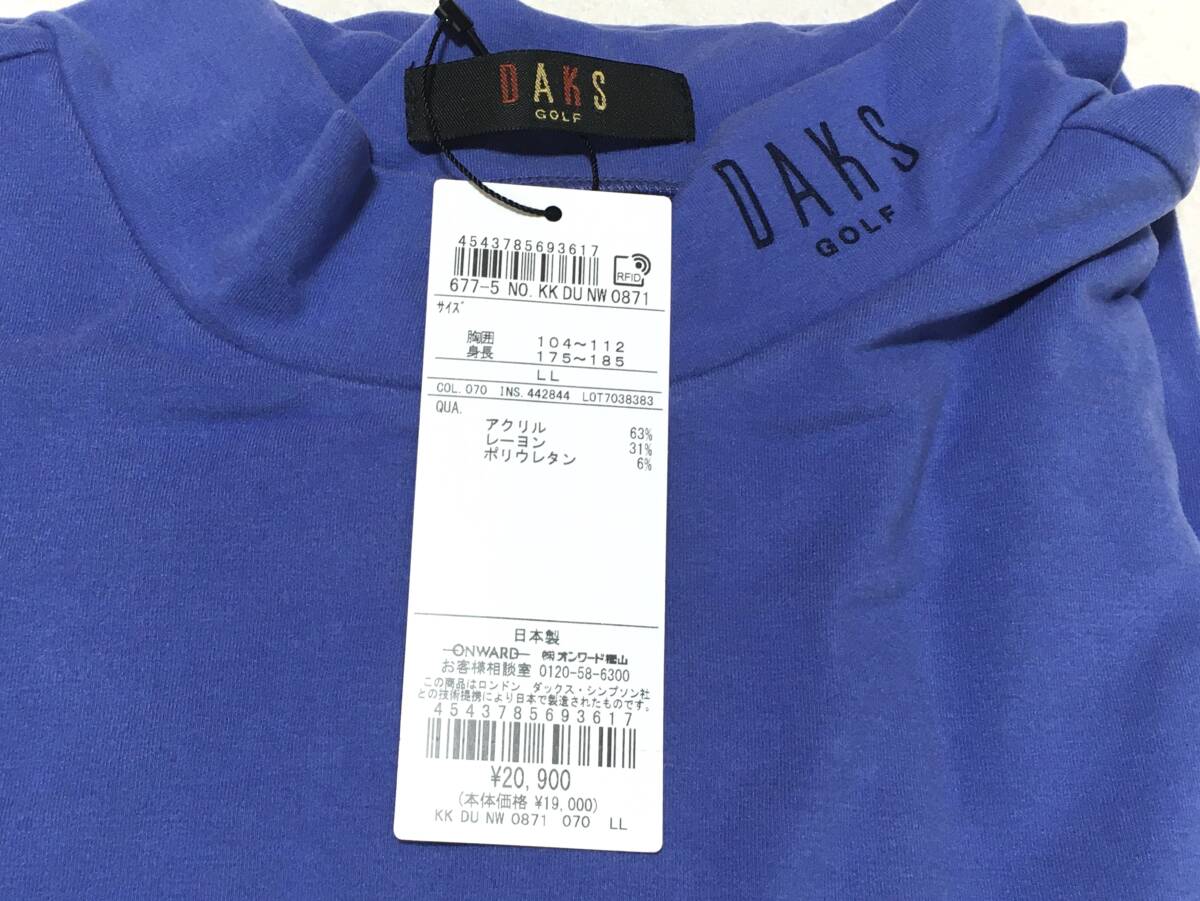 DAKS
GOLF
DAKS
GOLF
4543785693617
RFID
677-5 NO. KK DU NW 0871
サイズ
胸囲 104～112
身長 175～185
LL
COL. 070 INS. 442844 LOT7038383
QUA.
アクリル 63%
レーヨン 31%
ポリウレタン 6%
日本製
ONWARD ㈱オンワード樫山
お客様相談室 0120-58-6300
この商品はロンドン ダックス・シンプソン社
との技術提携により日本で製造されたものです。
4543785693617
¥20,900
(本体価格 ¥19,000)
KK DU NW 0871 070 LL